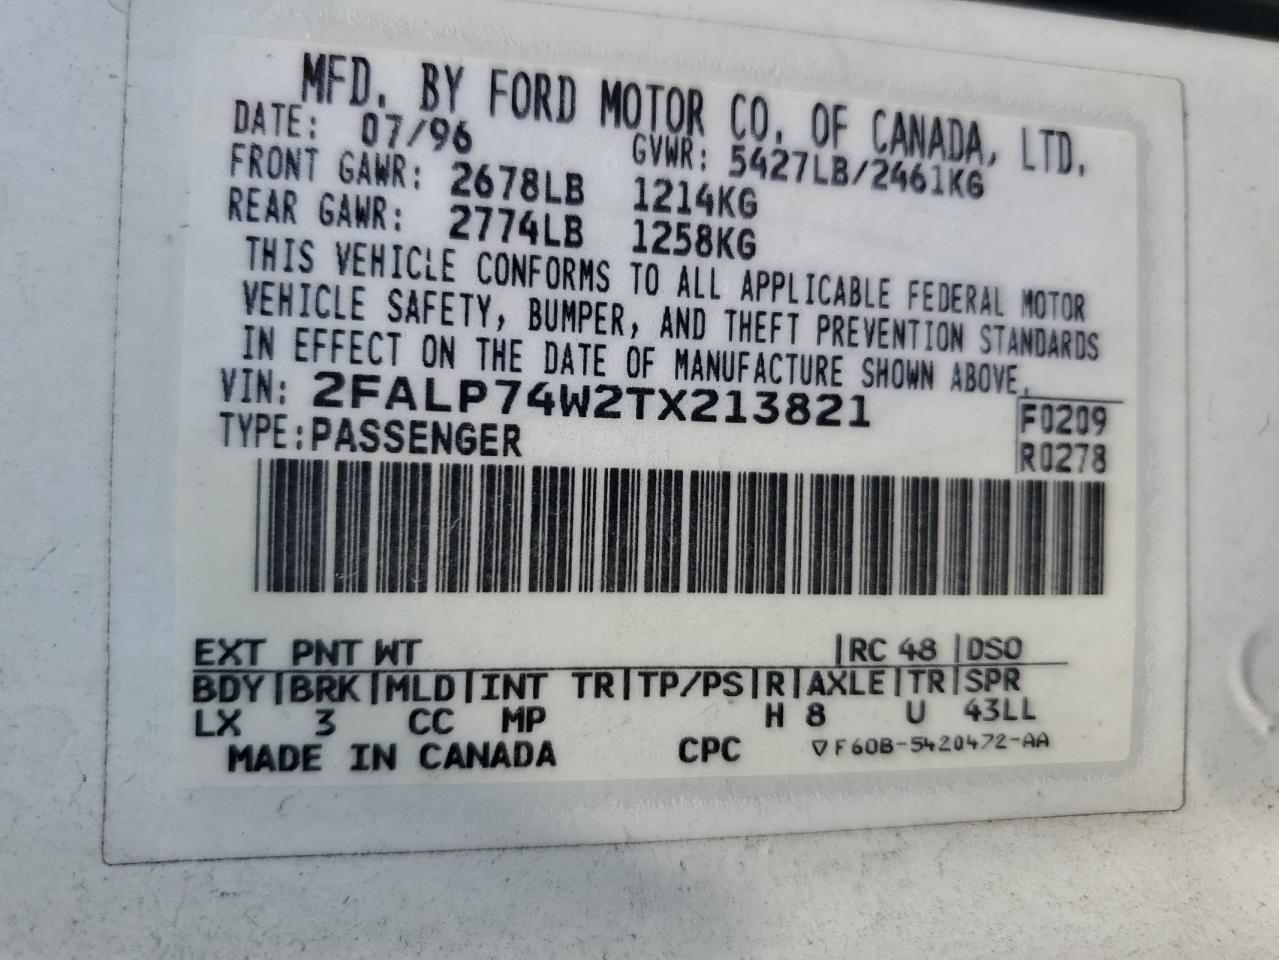 MFD. BY FORD MOTOR CO. OF CANADA, LTD.
DATE: 07/96 GVWR: 5427LB/2461KG
FRONT GAWR: 2678LB 1214KG
REAR GAWR: 2774LB 1258KG
THIS VEHICLE CONFORMS TO ALL APPLICABLE FEDERAL MOTOR
VEHICLE SAFETY, BUMPER, AND THEFT PREVENTION STANDARDS
IN EFFECT ON THE DATE OF MANUFACTURE SHOWN ABOVE.
VIN: 2FALP74W2TX213821 F0209
TYPE: PASSENGER R0278
EXT PNT WT |RC 48 |DSO
BDY|BRK|MLD|INT TR|TP/PS|R|AXLE|TR|SPR
LX 3 CC MP H 8 U 43LL
MADE IN CANADA CPC ▽F60B-5420472-AA